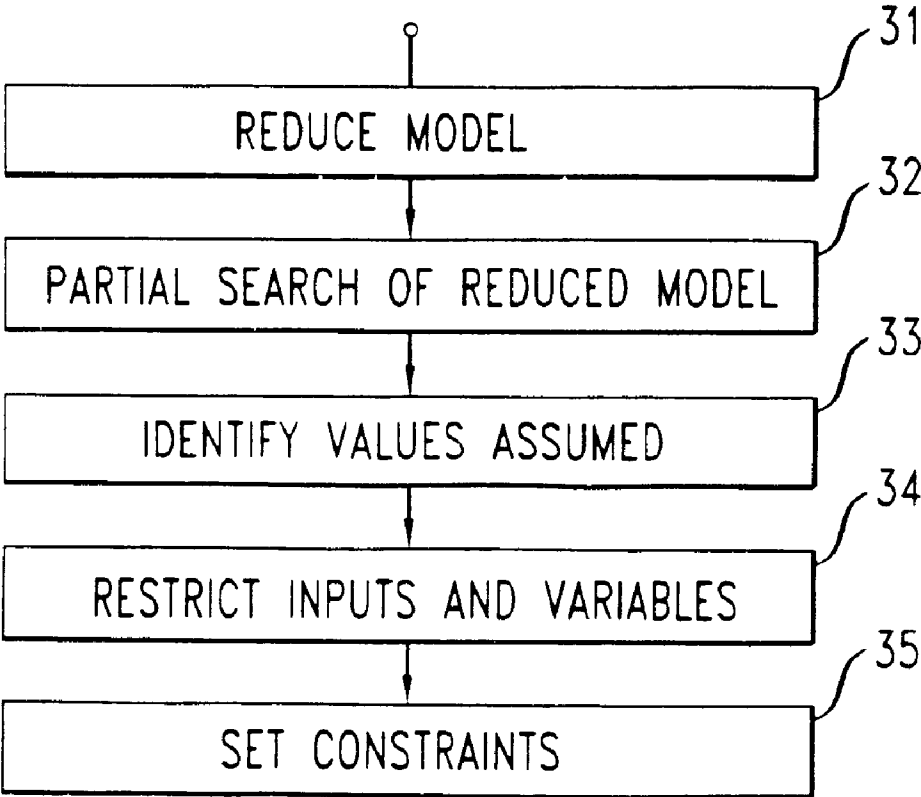 31
REDUCE MODEL
32
PARTIAL SEARCH OF REDUCED MODEL
33
IDENTIFY VALUES ASSUMED
34
RESTRICT INPUTS AND VARIABLES
35
SET CONSTRAINTS